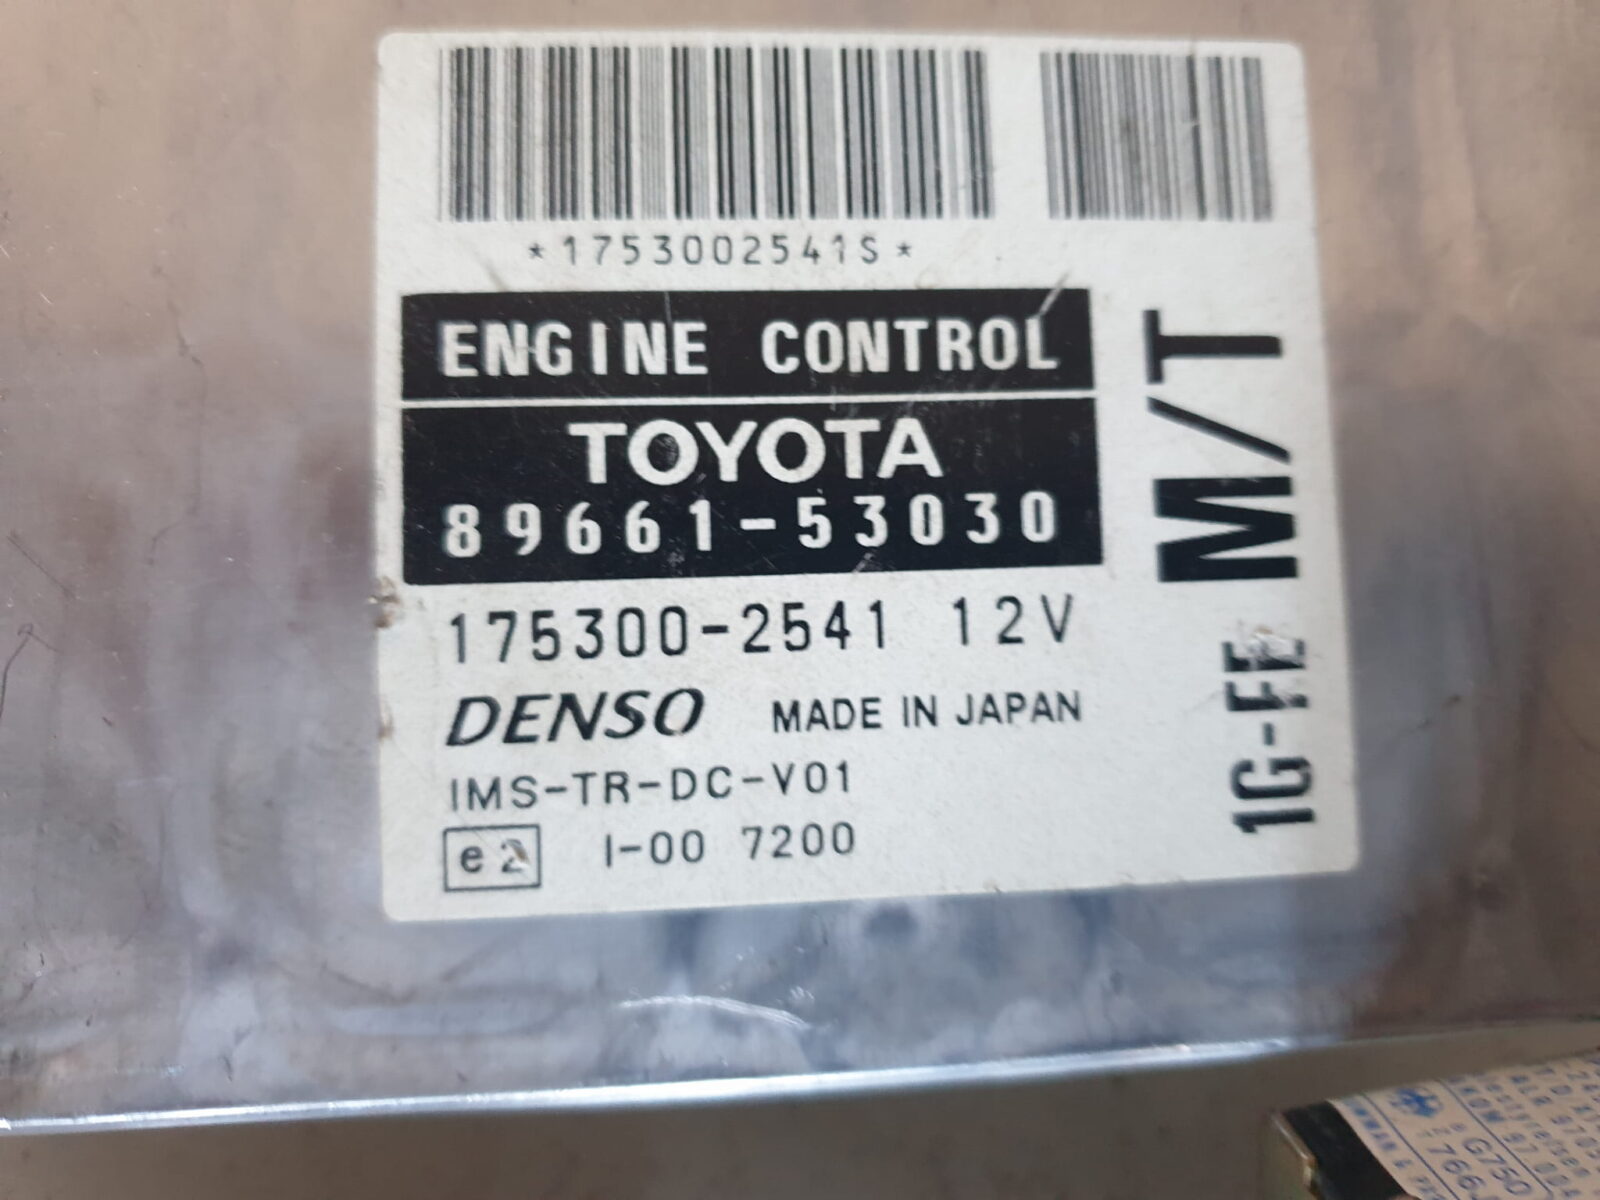 *1753002541S*
ENGINE CONTROL
TOYOTA
89661-53030
175300-2541 12V
DENSO MADE IN JAPAN
IMS-TR-DC-V01
e2 I-00 7200
1G-FE M/T
G750